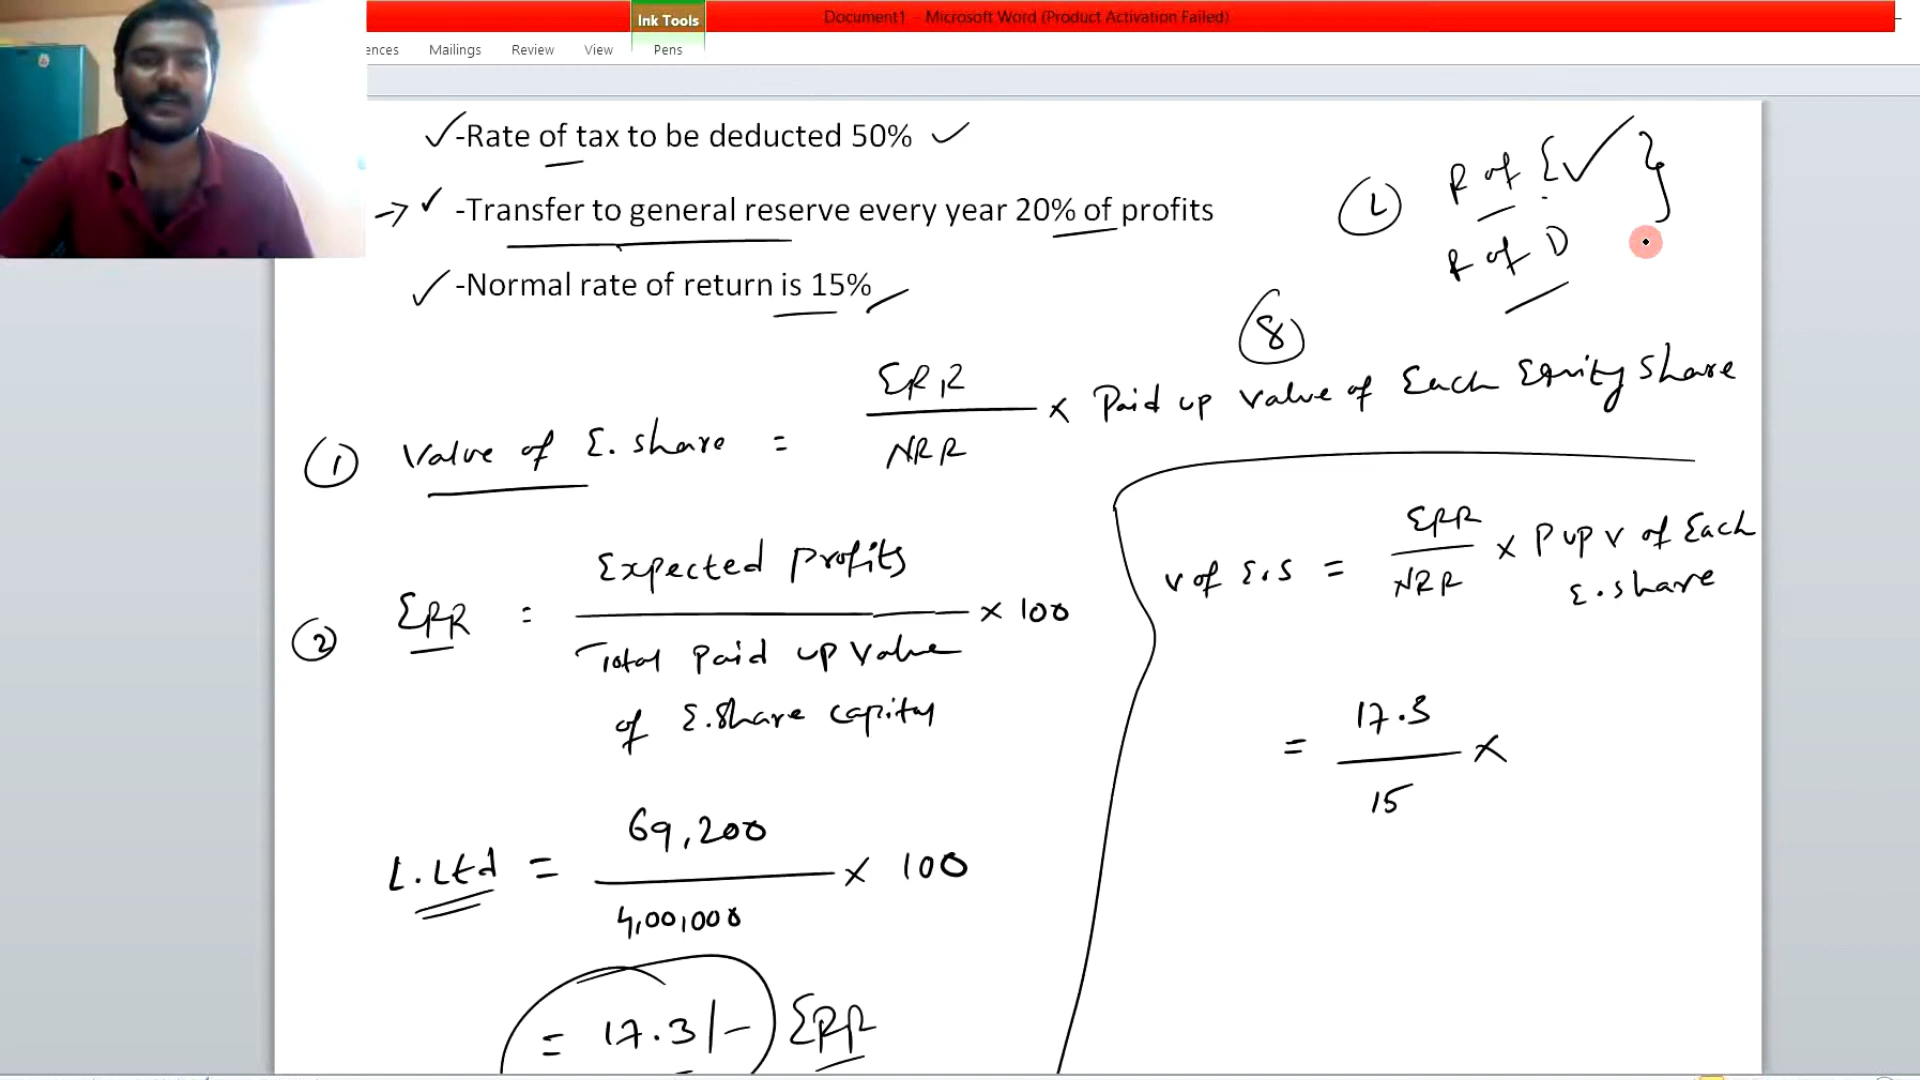 Ink Tools
Document1 - Microsoft Word (Product Activation Failed)
ences Mailings Review View Pens
-Rate of tax to be deducted 50%
-Transfer to general reserve every year 20% of profits
-Normal rate of return is 15%
L
R of {
R of D
8
1 Value of E. share = ERR / NRR × Paid up value of Each Equity Share
2 ERR = Expected Profits / Total Paid up Value of E. Share capital × 100
L.Ltd = 69,200 / 4,00,000 × 100
= 17.3/- ERR
V of E.S = ERR / NRR × P up V of Each E. share
= 17.3 / 15 ×